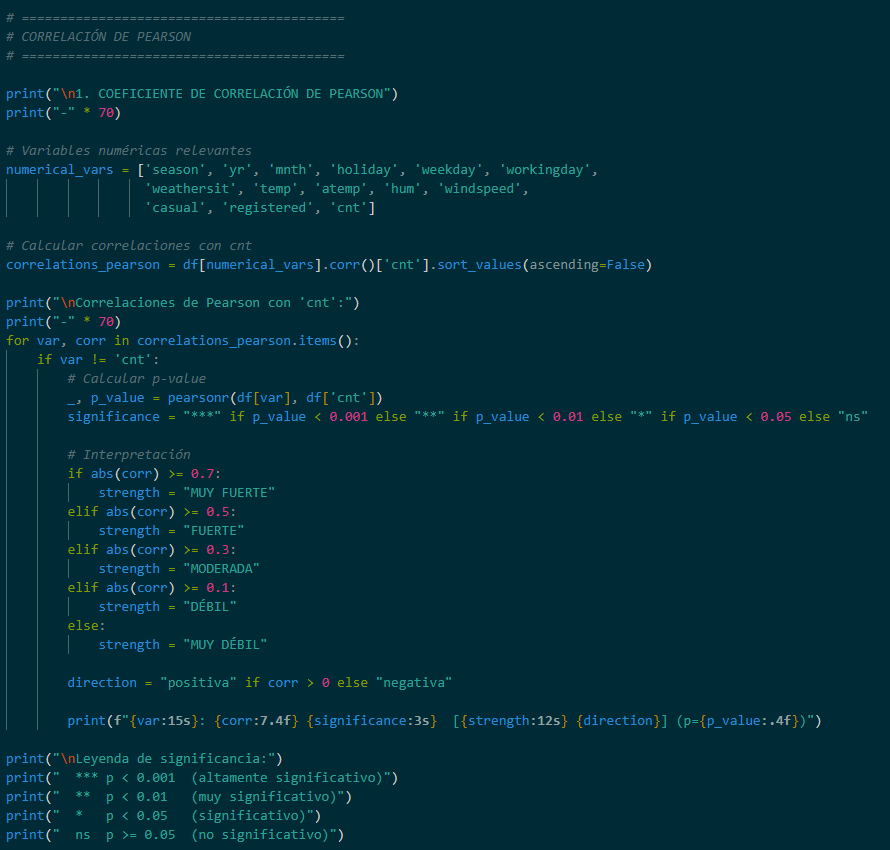 # ==========================================
# CORRELACIÓN DE PEARSON
# ==========================================
print("\n1. COEFICIENTE DE CORRELACIÓN DE PEARSON")
print("-" * 70)
# Variables numéricas relevantes
numerical_vars = ['season', 'yr', 'mnth', 'holiday', 'weekday', 'workingday',
                  'weathersit', 'temp', 'atemp', 'hum', 'windspeed',
                  'casual', 'registered', 'cnt']
# Calcular correlaciones con cnt
correlations_pearson = df[numerical_vars].corr()['cnt'].sort_values(ascending=False)
print("\nCorrelaciones de Pearson con 'cnt':")
print("-" * 70)
for var, corr in correlations_pearson.items():
    if var != 'cnt':
        # Calcular p-value
        _, p_value = pearsonr(df[var], df['cnt'])
        significance = "***" if p_value < 0.001 else "**" if p_value < 0.01 else "*" if p_value < 0.05 else "ns"
        # Interpretación
        if abs(corr) >= 0.7:
            strength = "MUY FUERTE"
        elif abs(corr) >= 0.5:
            strength = "FUERTE"
        elif abs(corr) >= 0.3:
            strength = "MODERADA"
        elif abs(corr) >= 0.1:
            strength = "DÉBIL"
        else:
            strength = "MUY DÉBIL"
        direction = "positiva" if corr > 0 else "negativa"
        print(f"{var:15s}: {corr:7.4f} {significance:3s}  [{strength:12s} {direction}] (p={p_value:.4f})")
print("\nLeyenda de significancia:")
print("  *** p < 0.001  (altamente significativo)")
print("  **  p < 0.01   (muy significativo)")
print("  *   p < 0.05   (significativo)")
print("  ns  p >= 0.05  (no significativo)")